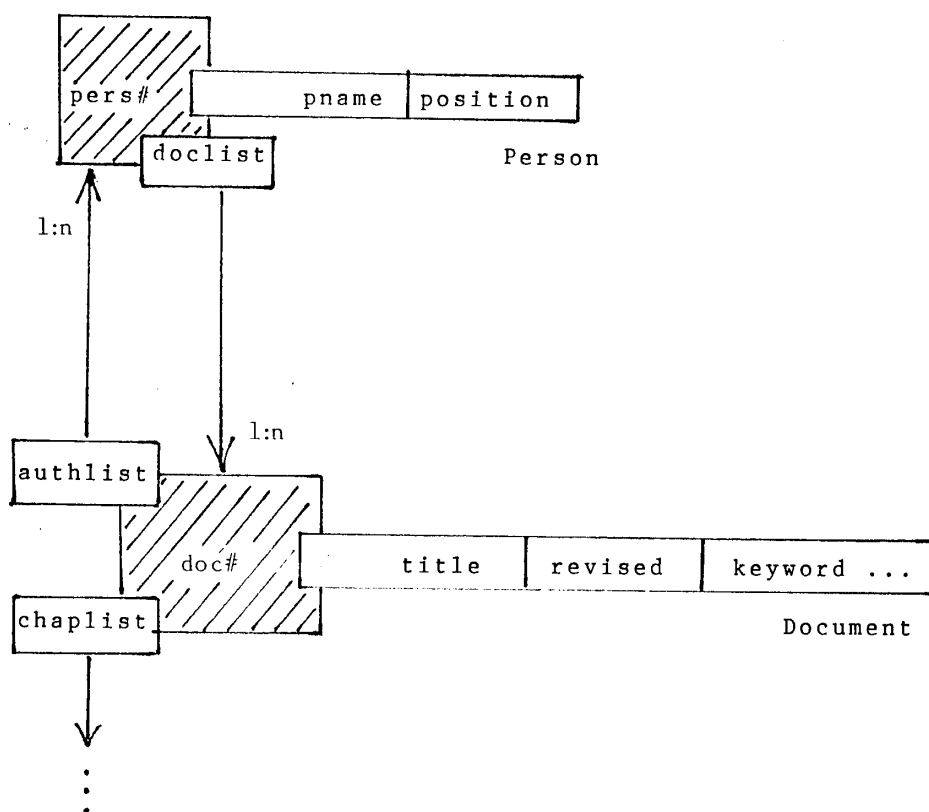 pers#
pname position
doclist
Person
1:n
1:n
authlist
doc#
title revised keyword ...
chaplist
Document